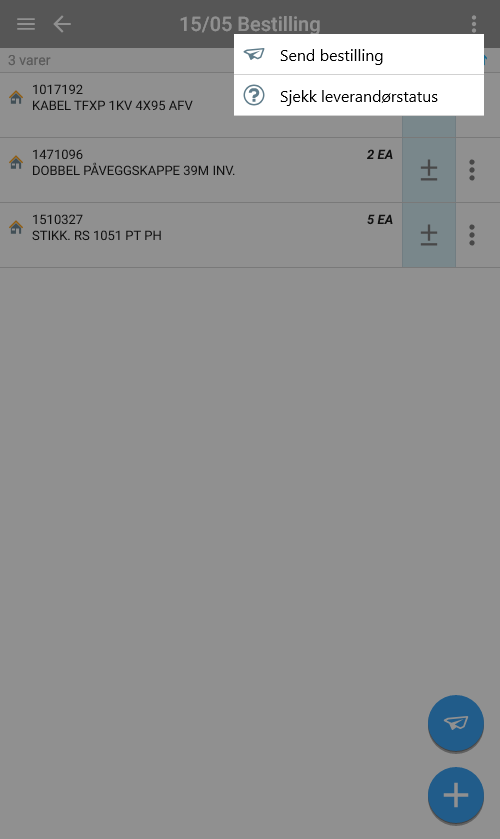 15/05 Bestilling
Send bestilling
Sjekk leverandørstatus
3 varer
1017192
KABEL TFXP 1KV 4X95 AFV
1471096
2 EA
DOBBEL PÅVEGGSKAPPE 39M INV.
1510327
5 EA
STIKK. RS 1051 PT PH